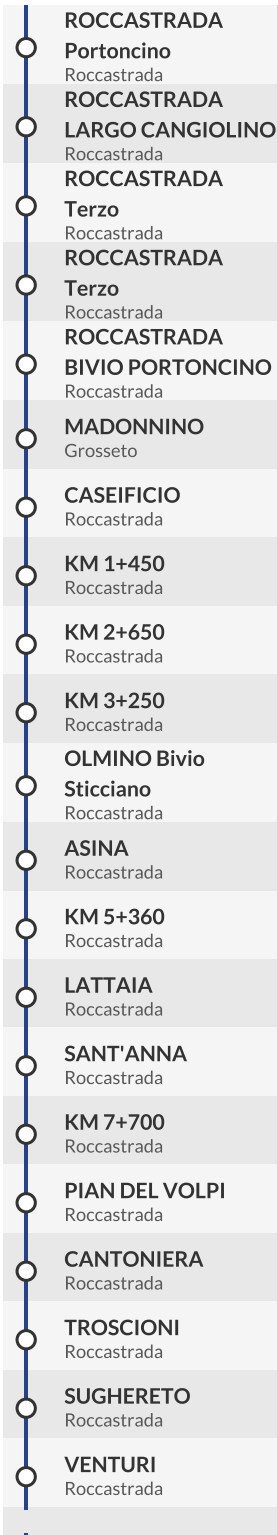 ROCCASTRADA
Portoncino
Roccastrada
ROCCASTRADA
LARGO CANGIOLINO
Roccastrada
ROCCASTRADA
Terzo
Roccastrada
ROCCASTRADA
Terzo
Roccastrada
ROCCASTRADA
BIVIO PORTONCINO
Roccastrada
MADONNINO
Grosseto
CASEIFICIO
Roccastrada
KM 1+450
Roccastrada
KM 2+650
Roccastrada
KM 3+250
Roccastrada
OLMINO Bivio
Sticciano
Roccastrada
ASINA
Roccastrada
KM 5+360
Roccastrada
LATTAIA
Roccastrada
SANT'ANNA
Roccastrada
KM 7+700
Roccastrada
PIAN DEL VOLPI
Roccastrada
CANTONIERA
Roccastrada
TROSCIONI
Roccastrada
SUGHERETO
Roccastrada
VENTURI
Roccastrada